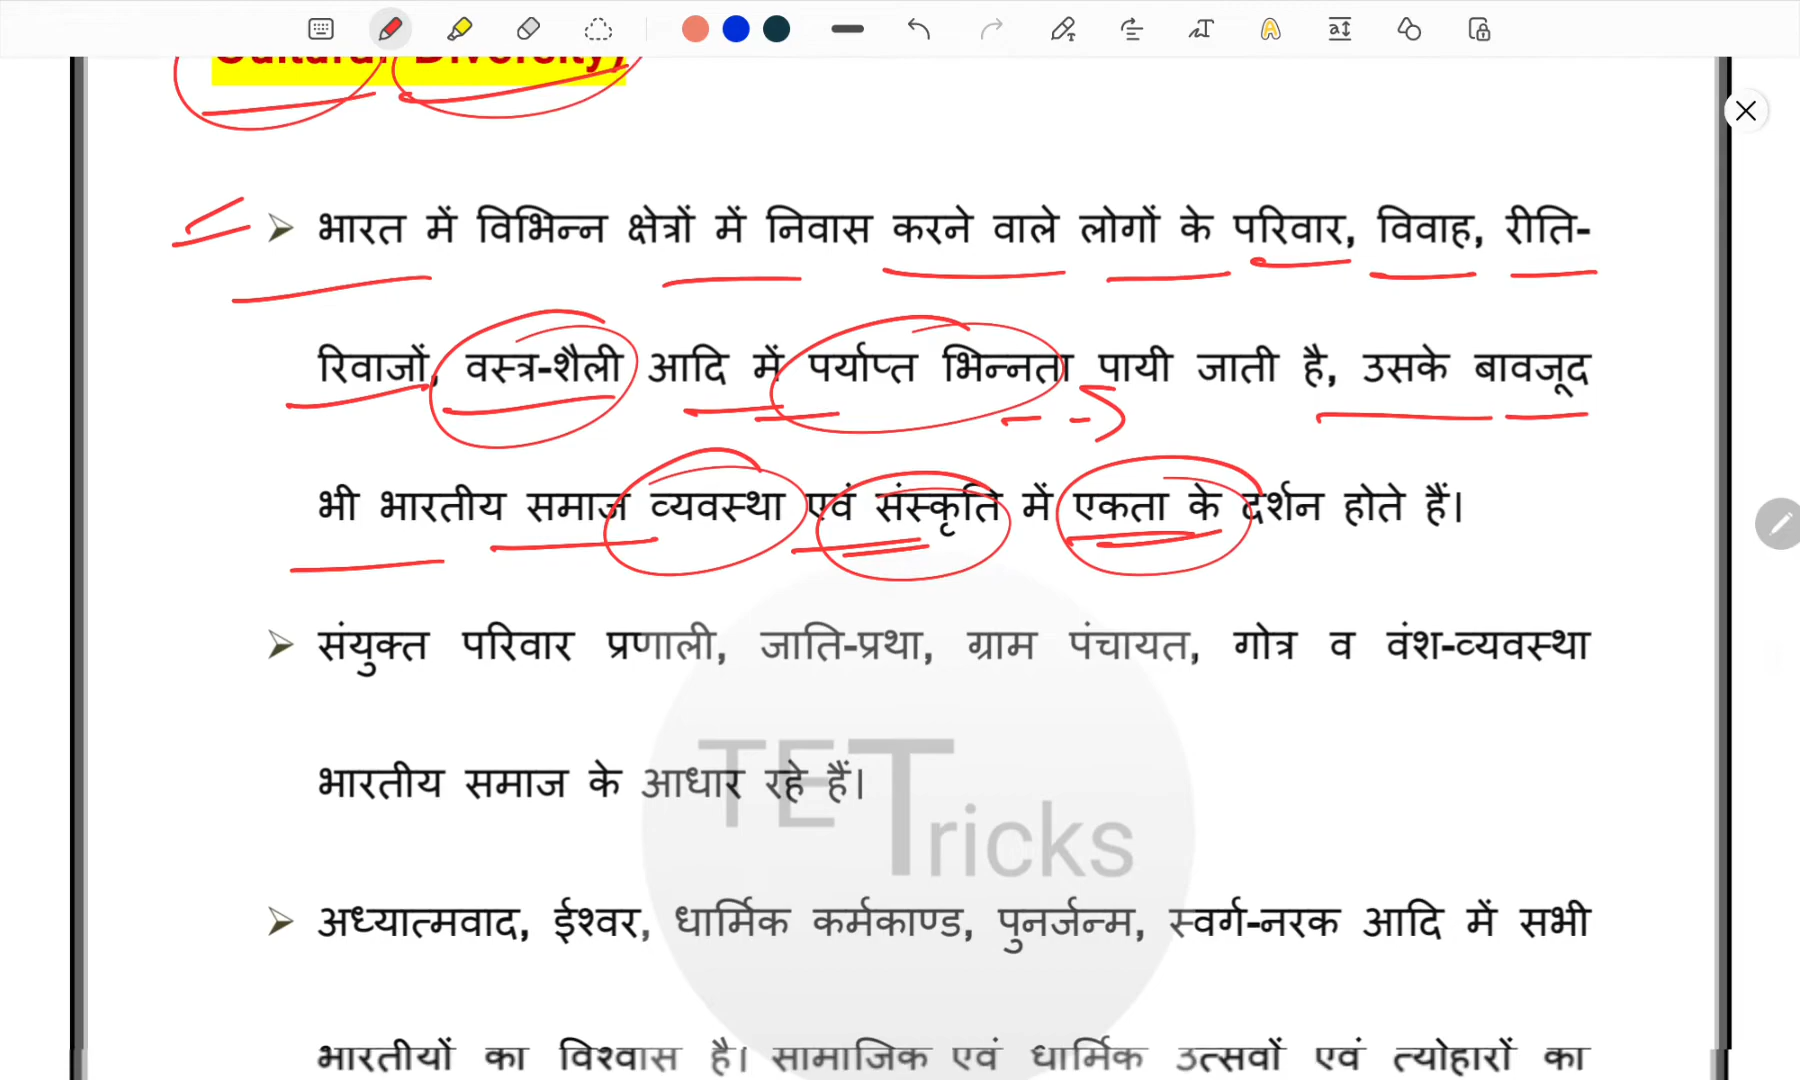 Cultural Diversity)
भारत में विभिन्न क्षेत्रों में निवास करने वाले लोगों के परिवार, विवाह, रीति-
रिवाजों, वस्त्र-शैली आदि में पर्याप्त भिन्नता पायी जाती है, उसके बावजूद
भी भारतीय समाज व्यवस्था एवं संस्कृति में एकता के दर्शन होते हैं।
संयुक्त परिवार प्रणाली, जाति-प्रथा, ग्राम पंचायत, गोत्र व वंश-व्यवस्था
भारतीय समाज के आधार रहे हैं।
TETricks
अध्यात्मवाद, ईश्वर, धार्मिक कर्मकाण्ड, पुनर्जन्म, स्वर्ग-नरक आदि में सभी
भारतीयों का विश्वास है। सामाजिक एवं धार्मिक उत्सवों एवं त्योहारों का